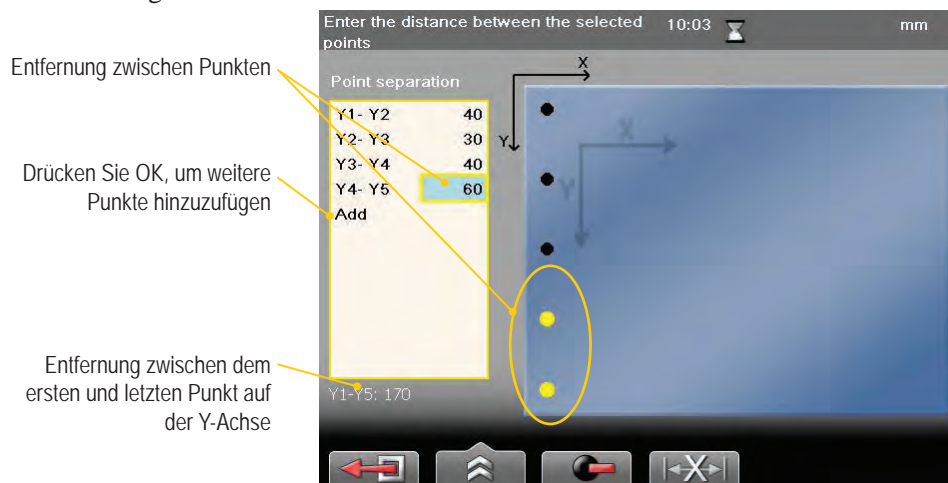 Enter the distance between the selected
points
10:03
mm
Entfernung zwischen Punkten
Point separation
X
Y
Y1- Y2 40
Y2- Y3 30
Y3- Y4 40
Y4- Y5 60
Add
X
Y
Drücken Sie OK, um weitere
Punkte hinzuzufügen
Entfernung zwischen dem
ersten und letzten Punkt auf
der Y-Achse
Y1-Y5: 170
X